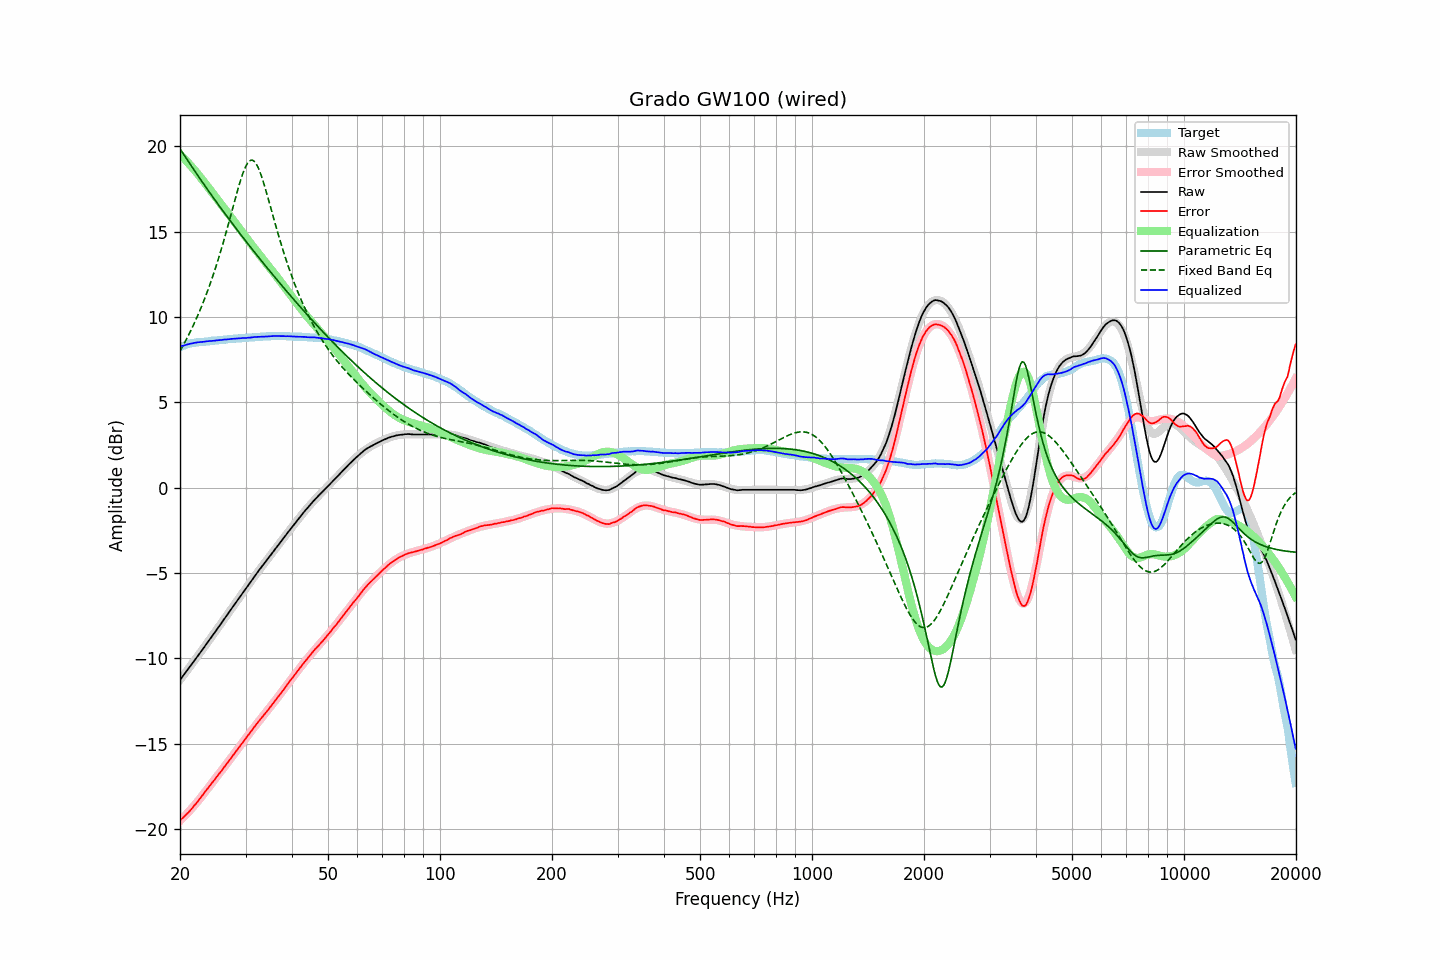 Grado GW100 (wired)
Target
Raw Smoothed
Error Smoothed
Raw
Error
Equalization
Parametric Eq
Fixed Band Eq
Equalized
20
15
10
5
0
−5
−10
−15
−20
Amplitude (dBr)
20
50
100
200
500
1000
2000
5000
10000
20000
Frequency (Hz)